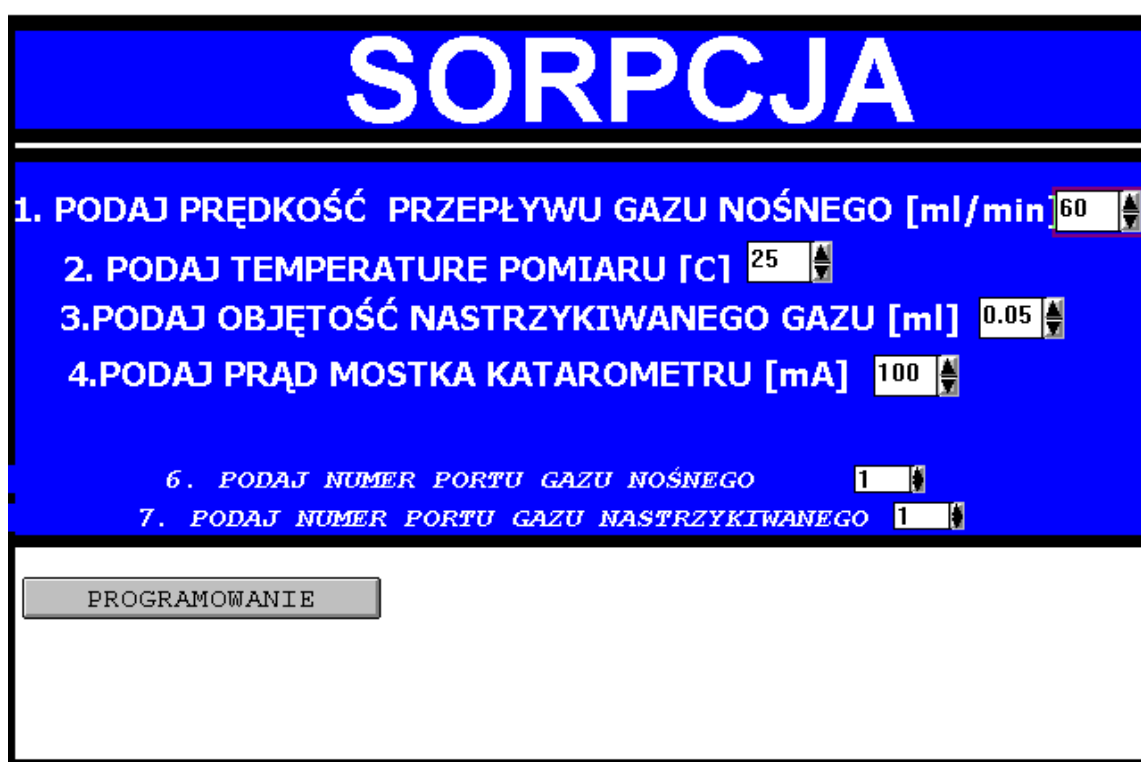 SORPCJA
1. PODAJ PRĘDKOŚĆ PRZEPŁYWU GAZU NOŚNEGO [ml/min] 60
2. PODAJ TEMPERATURĘ POMIARU [C] 25
3.PODAJ OBJĘTOŚĆ NASTRZYKIWANEGO GAZU [ml] 0.05
4.PODAJ PRĄD MOSTKA KATAROMETRU [mA] 100
6. PODAJ NUMER PORTU GAZU NOŚNEGO 1
7. PODAJ NUMER PORTU GAZU NASTRZYKIWANEGO 1
PROGRAMOWANIE